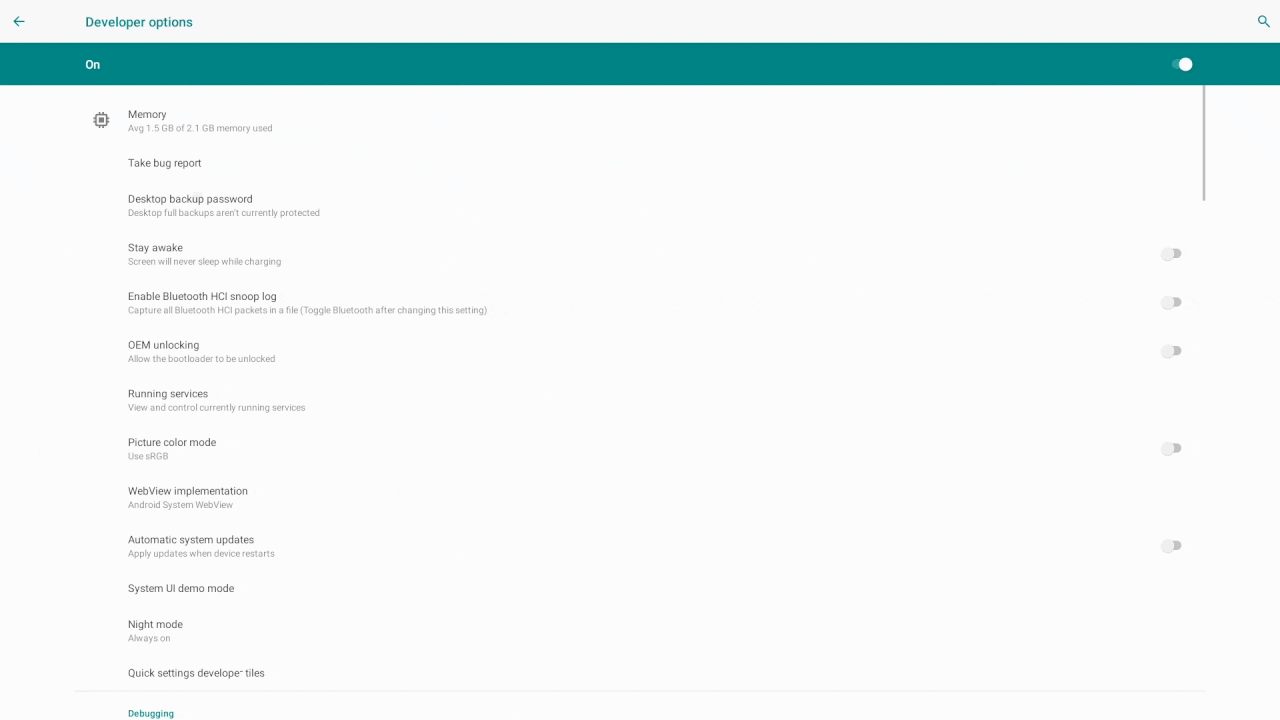 Developer options
On
Memory
Avg 1.5 GB of 2.1 GB memory used
Take bug report
Desktop backup password
Desktop full backups aren't currently protected
Stay awake
Screen will never sleep while charging
Enable Bluetooth HCI snoop log
Capture all Bluetooth HCI packets in a file (Toggle Bluetooth after changing this setting)
OEM unlocking
Allow the bootloader to be unlocked
Running services
View and control currently running services
Picture color mode
Use sRGB
WebView implementation
Android System WebView
Automatic system updates
Apply updates when device restarts
System UI demo mode
Night mode
Always on
Quick settings developer tiles
Debugging